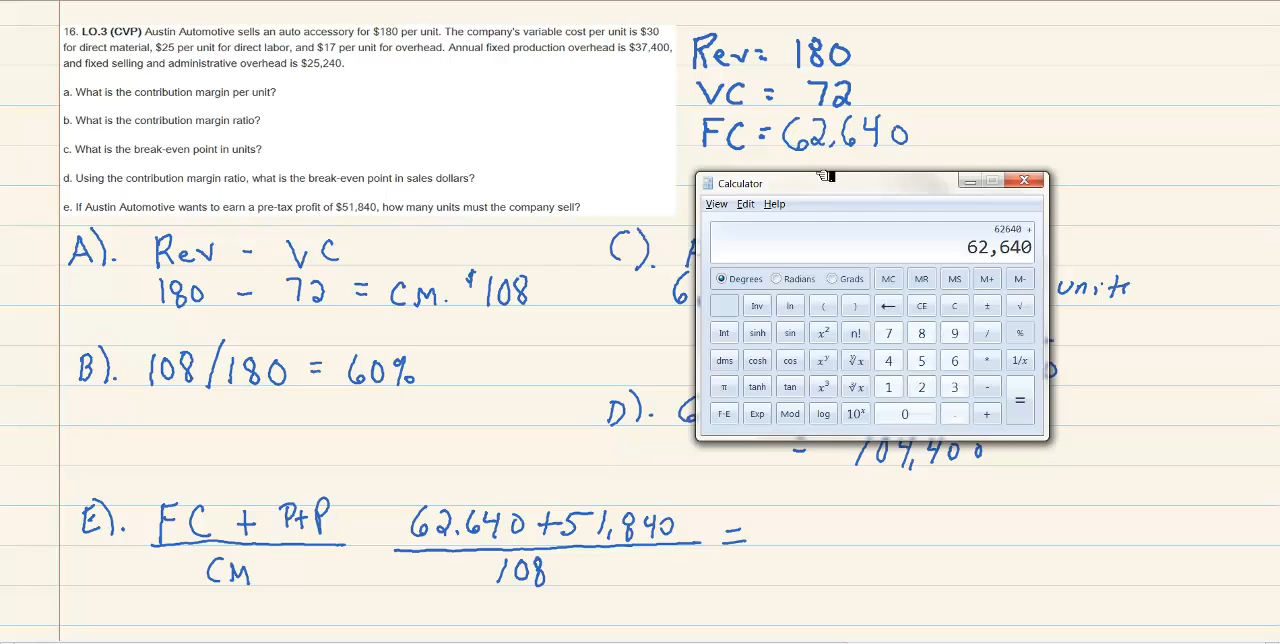 16. LO.3 (CVP) Austin Automotive sells an auto accessory for $180 per unit. The company's variable cost per unit is $30
for direct material, $25 per unit for direct labor, and $17 per unit for overhead. Annual fixed production overhead is $37,400,
and fixed selling and administrative overhead is $25,240.
a. What is the contribution margin per unit?
b. What is the contribution margin ratio?
c. What is the break-even point in units?
d. Using the contribution margin ratio, what is the break-even point in sales dollars?
e. If Austin Automotive wants to earn a pre-tax profit of $51,840, how many units must the company sell?
Rev = 180
VC = 72
FC = 62,640
Calculator
View Edit Help
62640 +
62,640
Degrees Radians Grads MC MR MS M+ M-
Inv ln ( ) ← CE C ± √
Int sinh sin x² n! 7 8 9 / %
dms cosh cos xʸ ʸ√x 4 5 6 * 1/x
π tanh tan x³ ³√x 1 2 3 - =
F-E Exp Mod log 10ˣ 0 . +
A). Rev - VC
180 - 72 = C.M. $108
B). 108/180 = 60%
C).
6
units
D). 6
= 104,400
E). FC + PtP
CM
62.640 + 51,840 =
108